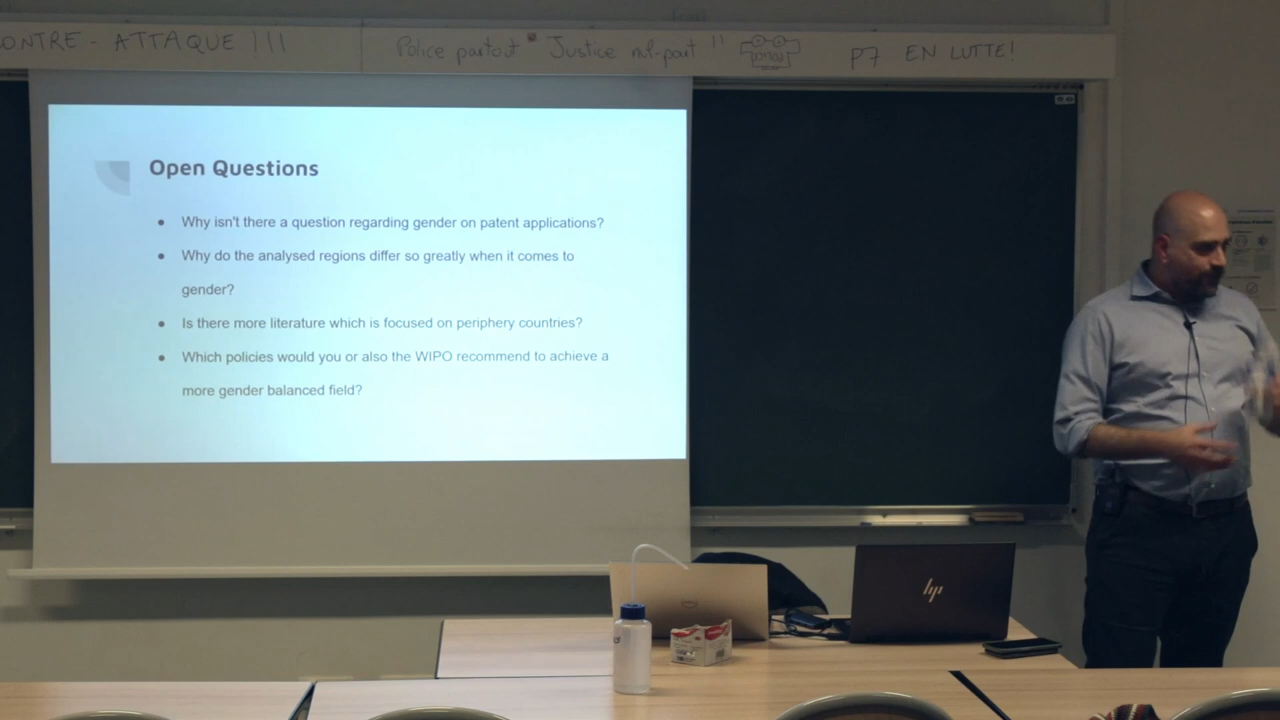 ONTRE - ATTAQUE !!!
Police partout Justice null-part !!
P7 EN LUTTE!
Open Questions
• Why isn't there a question regarding gender on patent applications?
• Why do the analysed regions differ so greatly when it comes to
gender?
• Is there more literature which is focused on periphery countries?
• Which policies would you or also the WIPO recommend to achieve a
more gender balanced field?
hp